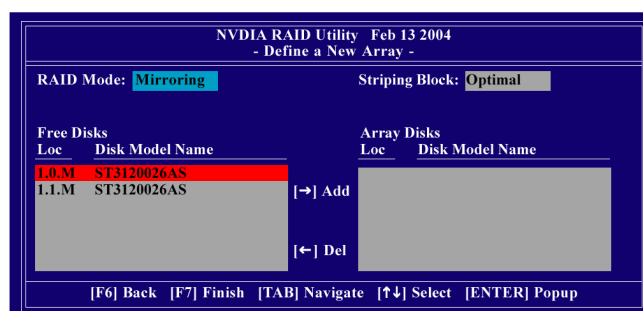 NVDIA RAID Utility  Feb 13 2004
- Define a New Array -
RAID Mode: Mirroring
Striping Block: Optimal
Free Disks
Loc  Disk Model Name
1.0.M  ST3120026AS
1.1.M  ST3120026AS
[→] Add
[←] Del
Array Disks
Loc  Disk Model Name
[F6] Back  [F7] Finish  [TAB] Navigate  [↑↓] Select  [ENTER] Popup